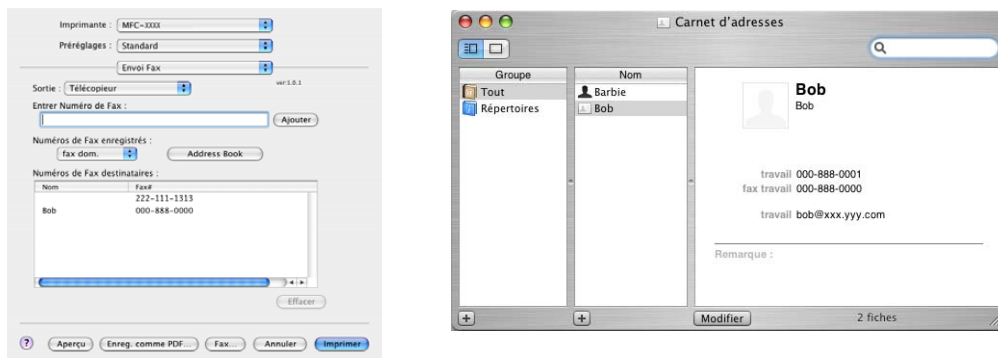 Imprimante : MFC-XXXX
Préréglages : Standard
Envoi Fax
Sortie : Télécopieur
ver:1.0.1
Entrer Numéro de Fax :
Ajouter
Numéros de Fax enregistrés :
fax dom. Address Book
Numéros de Fax destinataires :
Nom Fax#
222-111-1313
Bob 000-888-0000
Effacer
? Aperçu Enreg. comme PDF... Fax... Annuler Imprimer
Carnet d'adresses
Groupe Nom
Tout
Répertoires
Barbie
Bob
Bob
Bob
travail 000-888-0001
fax travail 000-888-0000
travail bob@xxx.yyy.com
Remarque :
+ + Modifier 2 fiches